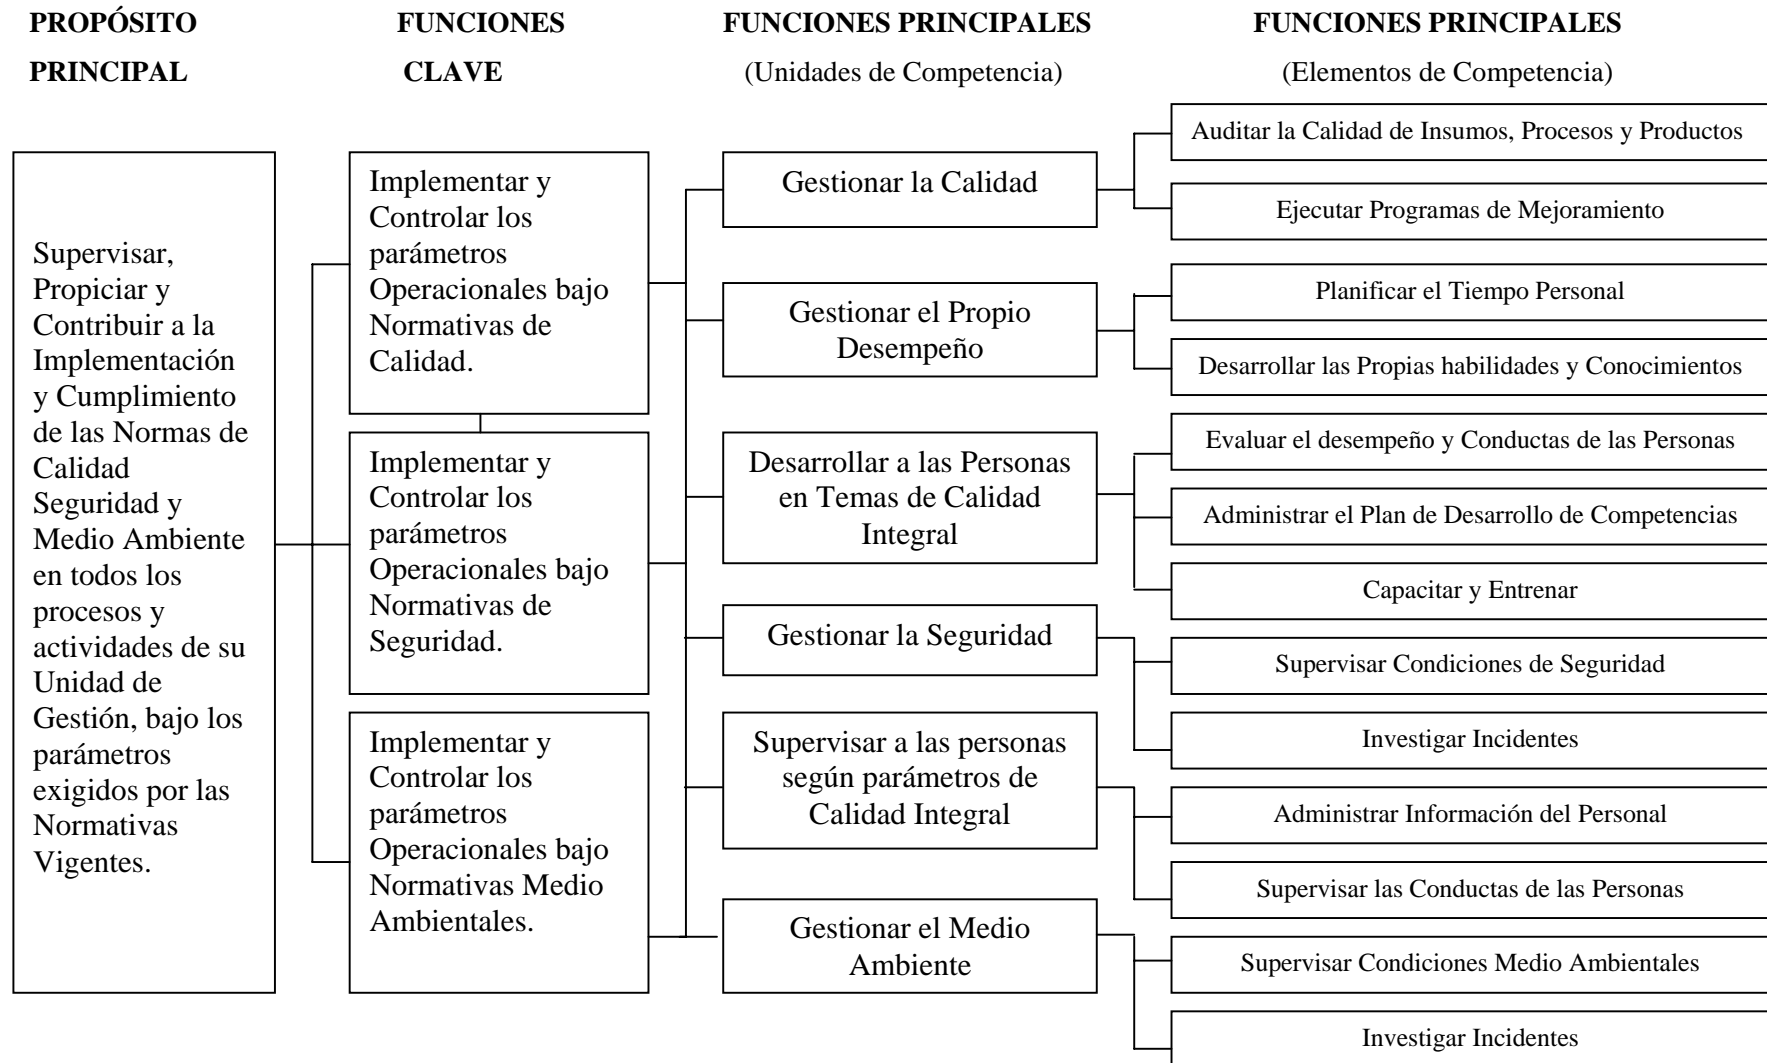 PROPÓSITO
PRINCIPAL
FUNCIONES
CLAVE
FUNCIONES PRINCIPALES
(Unidades de Competencia)
FUNCIONES PRINCIPALES
(Elementos de Competencia)
Supervisar,
Propiciar y
Contribuir a la
Implementación
y Cumplimiento
de las Normas de
Calidad
Seguridad y
Medio Ambiente
en todos los
procesos y
actividades de su
Unidad de
Gestión, bajo los
parámetros
exigidos por las
Normativas
Vigentes.
Implementar y
Controlar los
parámetros
Operacionales bajo
Normativas de
Calidad.
Implementar y
Controlar los
parámetros
Operacionales bajo
Normativas de
Seguridad.
Implementar y
Controlar los
parámetros
Operacionales bajo
Normativas Medio
Ambientales.
Gestionar la Calidad
Gestionar el Propio
Desempeño
Desarrollar a las Personas
en Temas de Calidad
Integral
Gestionar la Seguridad
Supervisar a las personas
según parámetros de
Calidad Integral
Gestionar el Medio
Ambiente
Auditar la Calidad de Insumos, Procesos y Productos
Ejecutar Programas de Mejoramiento
Planificar el Tiempo Personal
Desarrollar las Propias habilidades y Conocimientos
Evaluar el desempeño y Conductas de las Personas
Administrar el Plan de Desarrollo de Competencias
Capacitar y Entrenar
Supervisar Condiciones de Seguridad
Investigar Incidentes
Administrar Información del Personal
Supervisar las Conductas de las Personas
Supervisar Condiciones Medio Ambientales
Investigar Incidentes